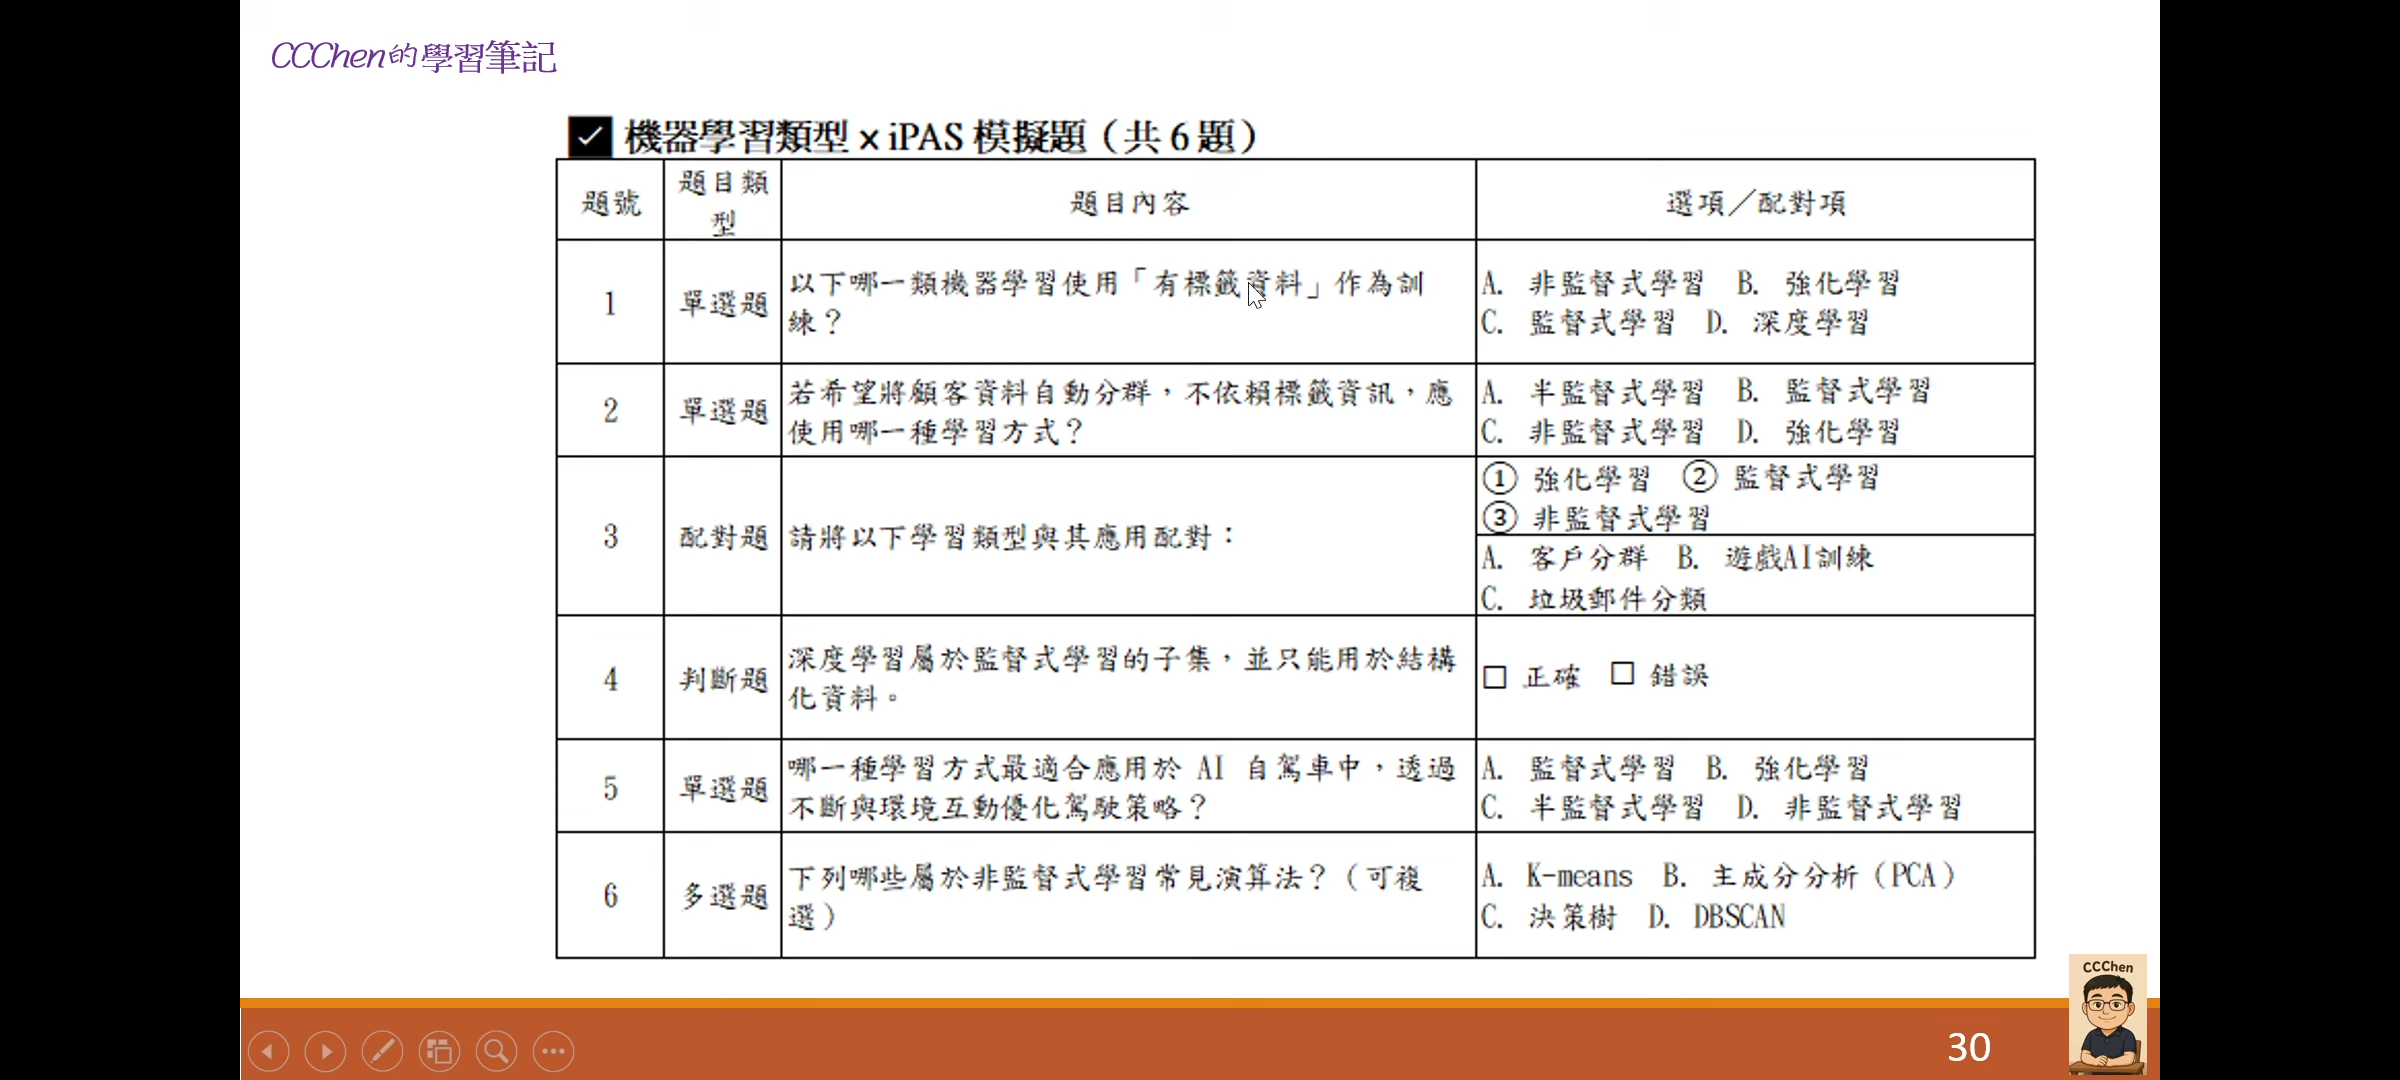 CCChen的學習筆記
機器學習類型 x iPAS 模擬題（共 6 題）
題號
題目類
型
題目內容
選項／配對項
1
單選題
以下哪一類機器學習使用「有標籤資料」作為訓
練？
A. 非監督式學習 B. 強化學習
C. 監督式學習 D. 深度學習
2
單選題
若希望將顧客資料自動分群，不依賴標籤資訊，應
使用哪一種學習方式？
A. 半監督式學習 B. 監督式學習
C. 非監督式學習 D. 強化學習
3
配對題
請將以下學習類型與其應用配對：
① 強化學習 ② 監督式學習
③ 非監督式學習
A. 客戶分群 B. 遊戲AI訓練
C. 垃圾郵件分類
4
判斷題
深度學習屬於監督式學習的子集，並只能用於結構
化資料。
□ 正確 □ 錯誤
5
單選題
哪一種學習方式最適合應用於 AI 自駕車中，透過
不斷與環境互動優化駕駛策略？
A. 監督式學習 B. 強化學習
C. 半監督式學習 D. 非監督式學習
6
多選題
下列哪些屬於非監督式學習常見演算法？（可複
選）
A. K-means B. 主成分分析（PCA）
C. 決策樹 D. DBSCAN
CCChen
30